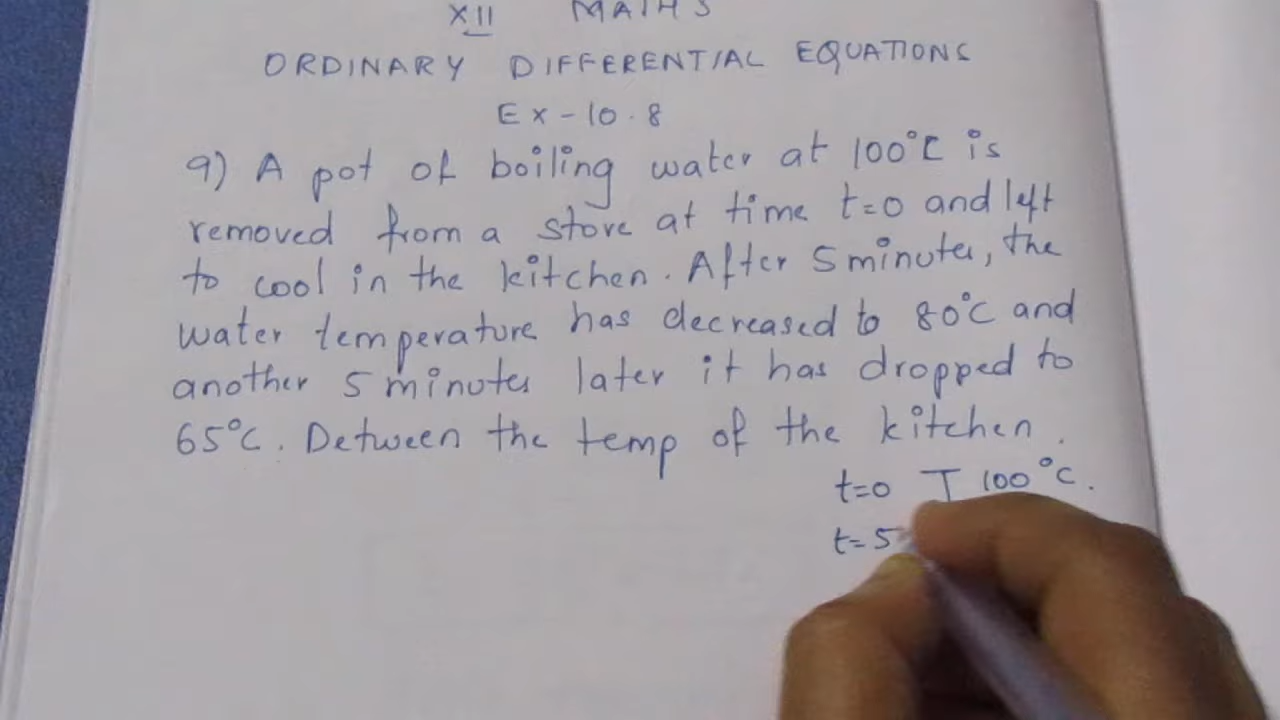 XII MATHS
ORDINARY DIFFERENTIAL EQUATIONS
Ex - 10.8
9) A pot of boiling water at 100°C is
removed from a stove at time t=0 and left
to cool in the kitchen. After 5 minutes, the
water temperature has decreased to 80°C and
another 5 minutes later it has dropped to
65°C. Detween the temp of the kitchen.
t=0 T 100°C.
t=5